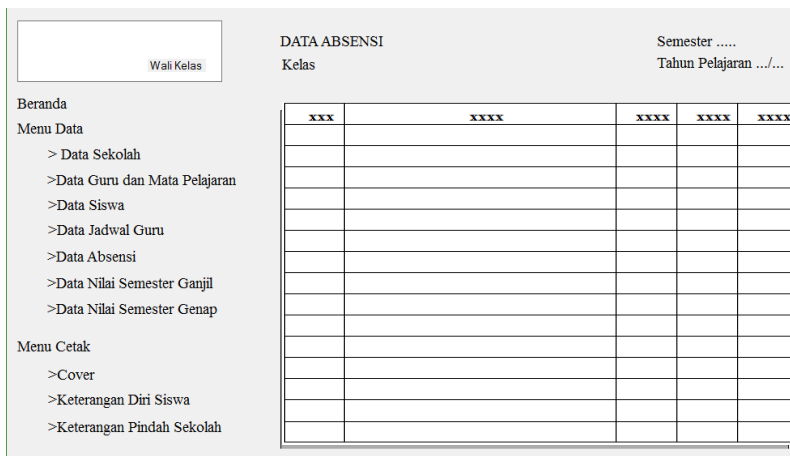 Wali Kelas
DATA ABSENSI
Semester .....
Kelas
Tahun Pelajaran .../...
Beranda
Menu Data
> Data Sekolah
>Data Guru dan Mata Pelajaran
>Data Siswa
>Data Jadwal Guru
>Data Absensi
>Data Nilai Semester Ganjil
>Data Nilai Semester Genap
Menu Cetak
>Cover
>Keterangan Diri Siswa
>Keterangan Pindah Sekolah
xxx xxxx xxxx xxxx xxxx